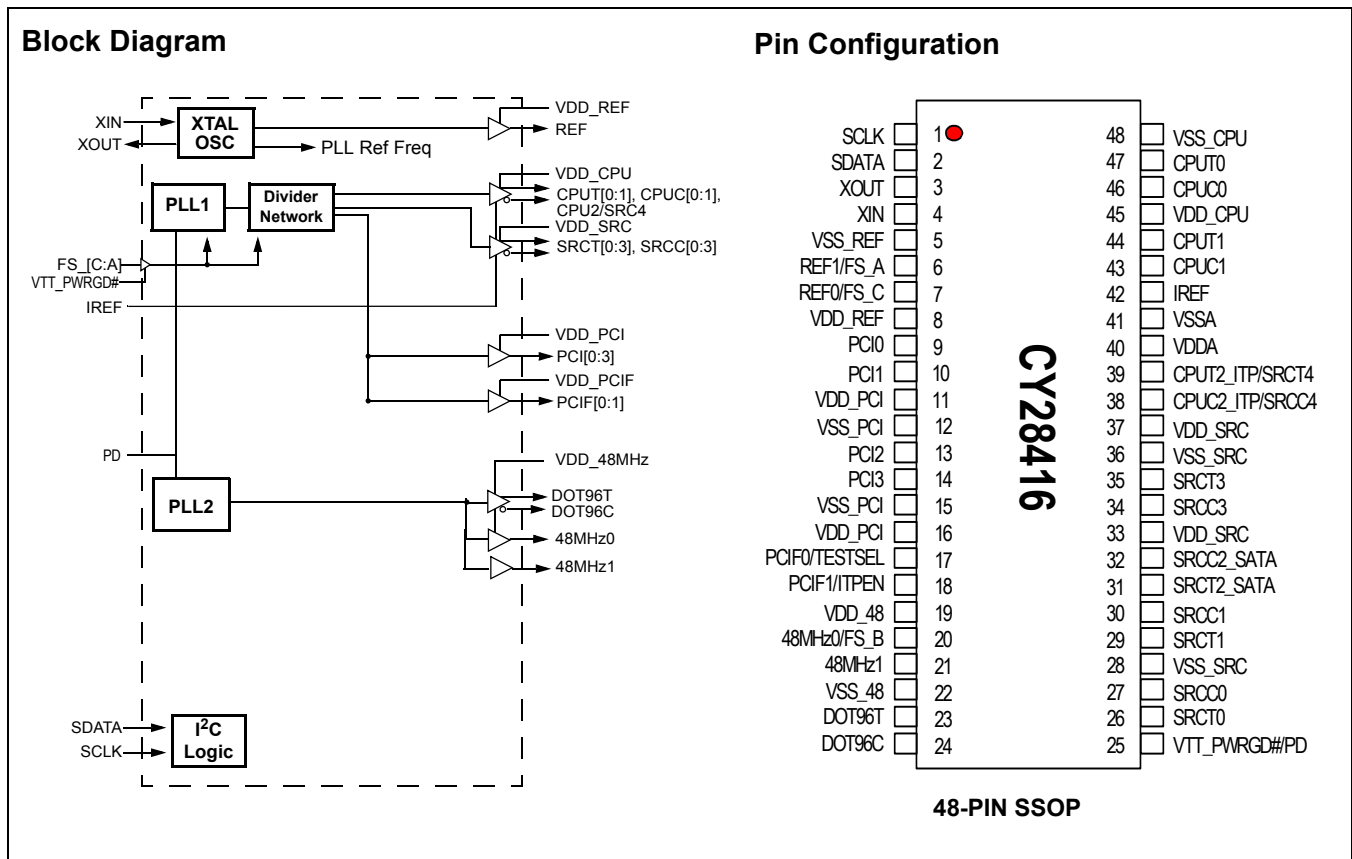 Block Diagram
XIN
XOUT
XTAL
OSC
PLL Ref Freq
VDD_REF
REF
PLL1
Divider
Network
VDD_CPU
CPUT[0:1], CPUC[0:1],
CPU2/SRC4
VDD_SRC
SRCT[0:3], SRCC[0:3]
FS_[C:A]
VTT_PWRGD#
IREF
VDD_PCI
PCI[0:3]
VDD_PCIF
PCIF[0:1]
PD
PLL2
VDD_48MHz
DOT96T
DOT96C
48MHz0
48MHz1
SDATA
SCLK
I2C
Logic
Pin Configuration
SCLK 1
SDATA 2
XOUT 3
XIN 4
VSS_REF 5
REF1/FS_A 6
REF0/FS_C 7
VDD_REF 8
PCI0 9
PCI1 10
VDD_PCI 11
VSS_PCI 12
PCI2 13
PCI3 14
VSS_PCI 15
VDD_PCI 16
PCIF0/TESTSEL 17
PCIF1/ITPEN 18
VDD_48 19
48MHz0/FS_B 20
48MHz1 21
VSS_48 22
DOT96T 23
DOT96C 24
CY28416
48 VSS_CPU
47 CPUT0
46 CPUC0
45 VDD_CPU
44 CPUT1
43 CPUC1
42 IREF
41 VSSA
40 VDDA
39 CPUT2_ITP/SRCT4
38 CPUC2_ITP/SRCC4
37 VDD_SRC
36 VSS_SRC
35 SRCT3
34 SRCC3
33 VDD_SRC
32 SRCC2_SATA
31 SRCT2_SATA
30 SRCC1
29 SRCT1
28 VSS_SRC
27 SRCC0
26 SRCT0
25 VTT_PWRGD#/PD
48-PIN SSOP